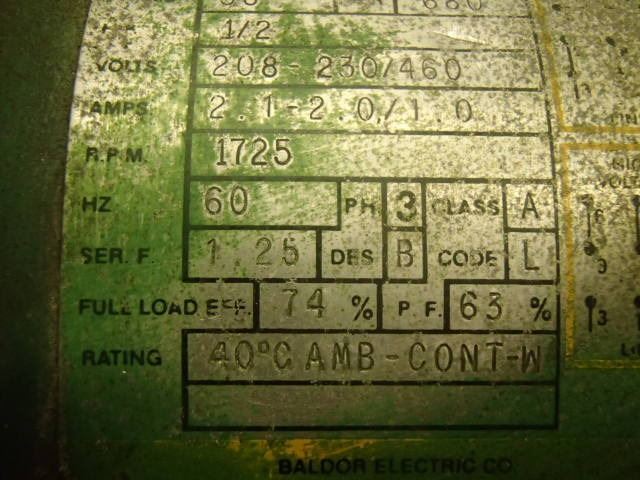 680
1/2
VOLTS 208-230/460
AMPS 2.1-2.0/1.0
R.P.M. 1725
HZ 60 PH 3 CLASS A
SER. F. 1.25 DES B CODE L
FULL LOAD EFF. 74 % P.F. 63 %
RATING 40°C AMB-CONT-W
BALDOR ELECTRIC CO.